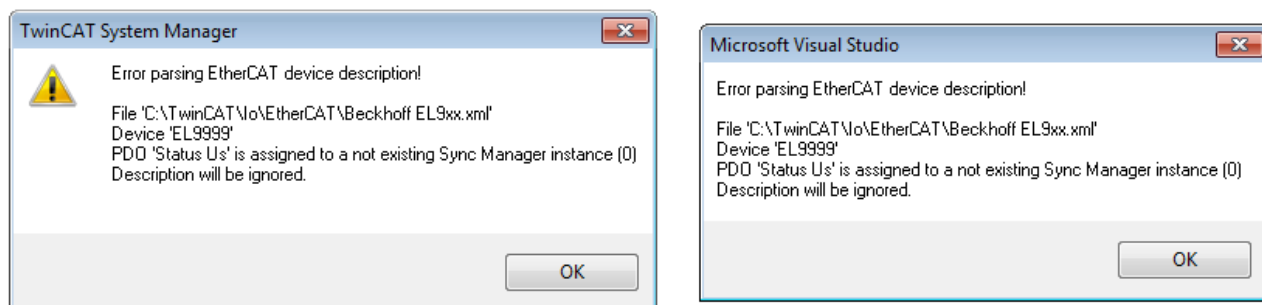 TwinCAT System Manager
Error parsing EtherCAT device description!
File 'C:\TwinCAT\Io\EtherCAT\Beckhoff EL9xx.xml'
Device 'EL9999'
PDO 'Status Us' is assigned to a not existing Sync Manager instance (0)
Description will be ignored.
OK
Microsoft Visual Studio
Error parsing EtherCAT device description!
File 'C:\TwinCAT\Io\EtherCAT\Beckhoff EL9xx.xml'
Device 'EL9999'
PDO 'Status Us' is assigned to a not existing Sync Manager instance (0)
Description will be ignored.
OK